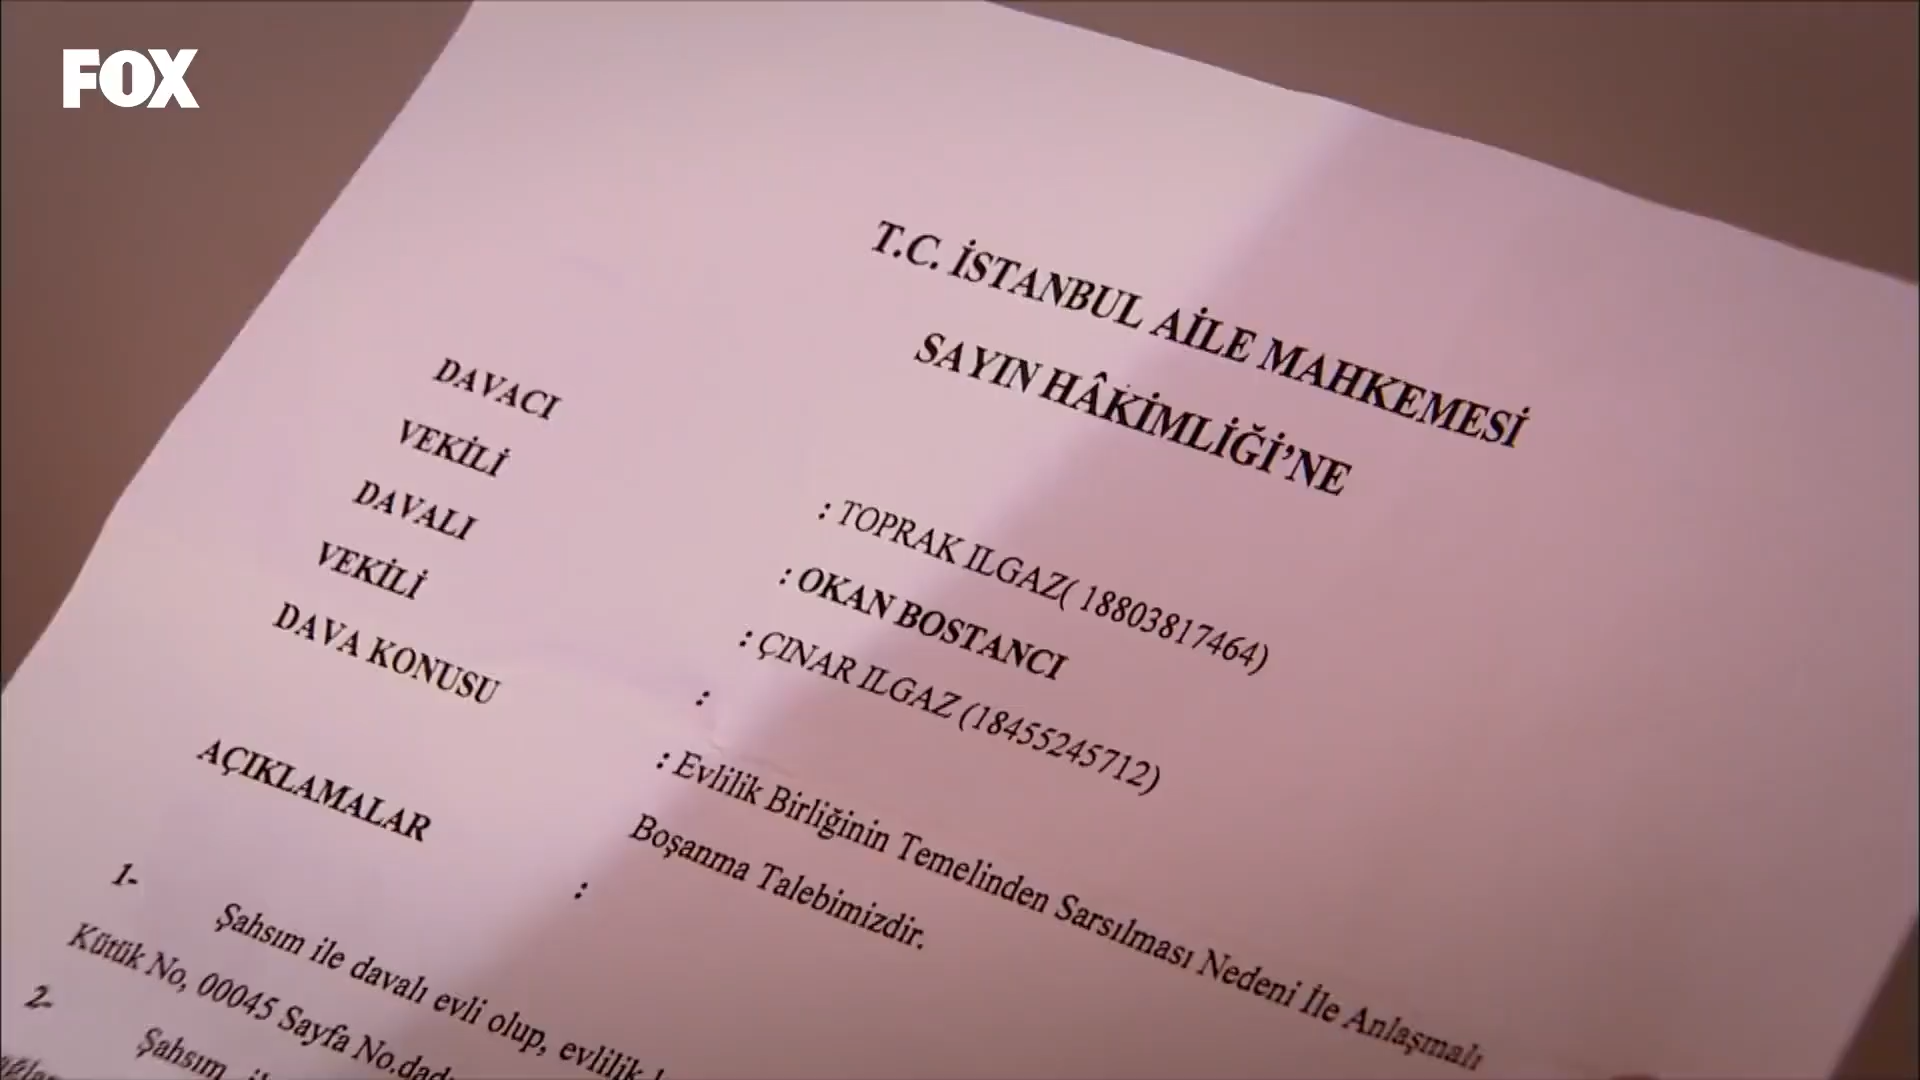 FOX
T.C. İSTANBUL AİLE MAHKEMESİ
SAYIN HÂKİMLİĞİ'NE
DAVACI : TOPRAK ILGAZ( 18803817464)
VEKİLİ : OKAN BOSTANCI
DAVALI : ÇINAR ILGAZ (18455245712)
VEKİLİ :
DAVA KONUSU : Evlilik Birliğinin Temelinden Sarsılması Nedeni İle Anlaşmalı
Boşanma Talebimizdir.
AÇIKLAMALAR :
1- Şahsım ile davalı evli olup, evlilik
Kütük No, 00045 Sayfa No.
2- Şahsım